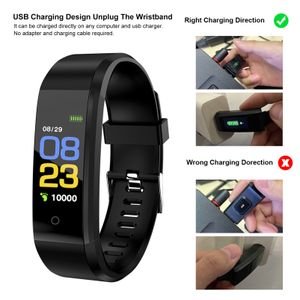 USB Charging Design Unplug The Wristband
It can be charged directly on any computer and usb charger.
No adapter and charging cable required.
Right Charging Direction
08/29
08
23
10000
Wrong Charging Dorection